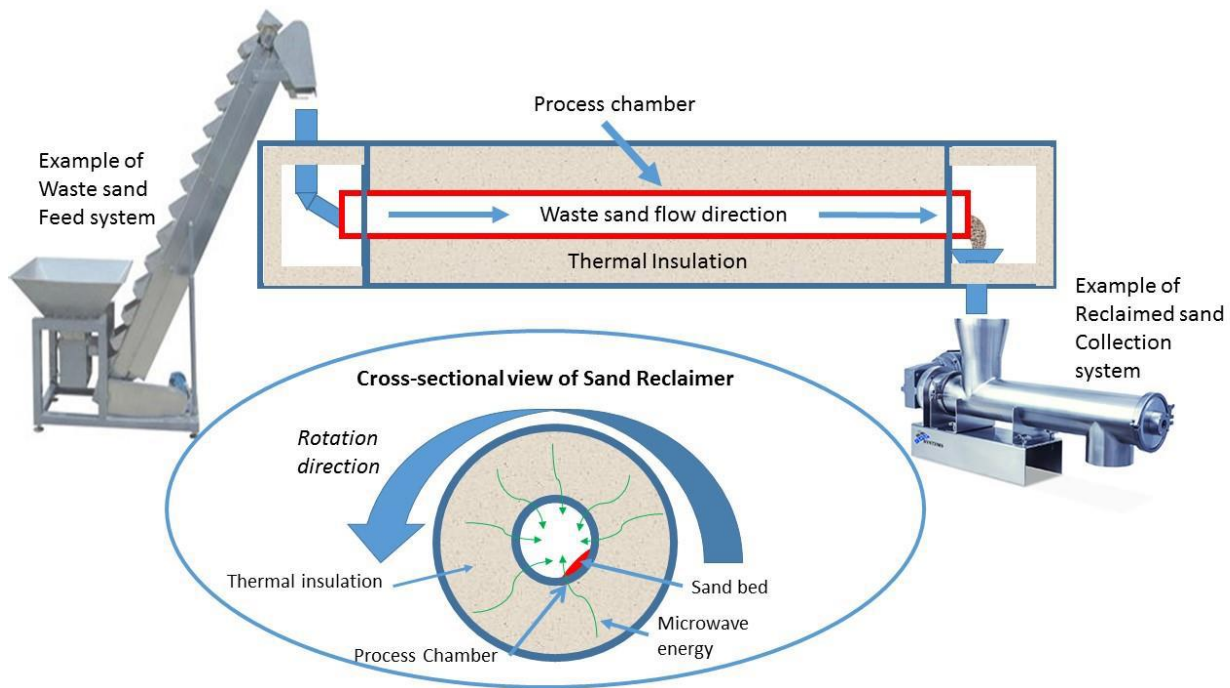 Process chamber
Example of
Waste sand
Feed system
Waste sand flow direction
Thermal Insulation
Example of
Reclaimed sand
Collection
system
Cross-sectional view of Sand Reclaimer
Rotation
direction
Thermal insulation
Sand bed
Microwave
energy
Process Chamber